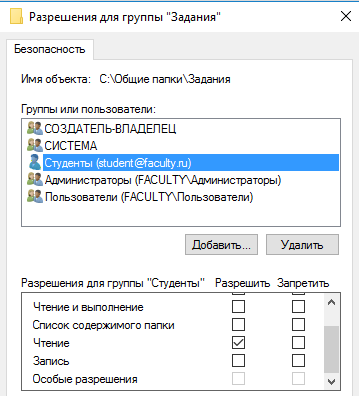 Разрешения для группы "Задания"
Безопасность
Имя объекта: C:\Общие папки\Задания
Группы или пользователи:
СОЗДАТЕЛЬ-ВЛАДЕЛЕЦ
СИСТЕМА
Студенты (student@faculty.ru)
Администраторы (FACULTY\Администраторы)
Пользователи (FACULTY\Пользователи)
Добавить... Удалить
Разрешения для группы "Студенты" Разрешить Запретить
Чтение и выполнение
Список содержимого папки
Чтение
Запись
Особые разрешения